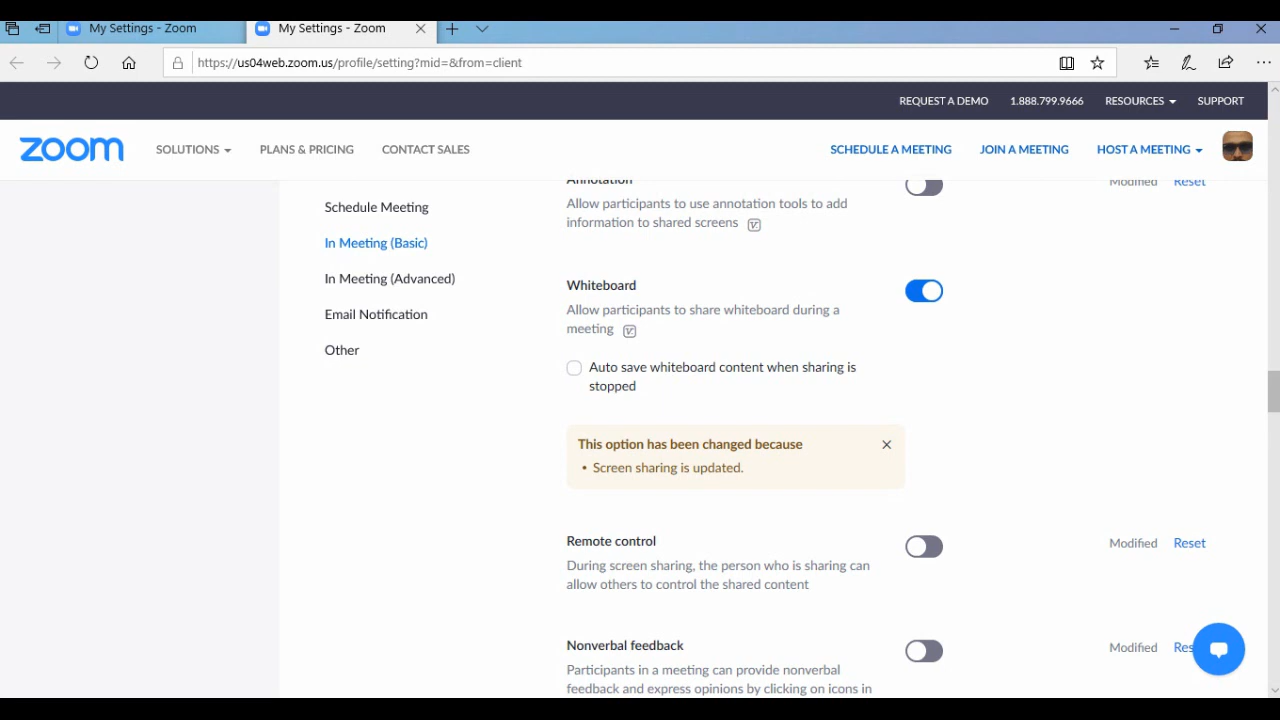 My Settings - Zoom
My Settings - Zoom
https://us04web.zoom.us/profile/setting?mid=&from=client
REQUEST A DEMO 1.888.799.9666 RESOURCES SUPPORT
zoom SOLUTIONS PLANS & PRICING CONTACT SALES SCHEDULE A MEETING JOIN A MEETING HOST A MEETING
Schedule Meeting
In Meeting (Basic)
In Meeting (Advanced)
Email Notification
Other
Annotation Modified Reset
Allow participants to use annotation tools to add
information to shared screens
Whiteboard
Allow participants to share whiteboard during a
meeting
Auto save whiteboard content when sharing is
stopped
This option has been changed because
• Screen sharing is updated.
Remote control Modified Reset
During screen sharing, the person who is sharing can
allow others to control the shared content
Nonverbal feedback Modified Res
Participants in a meeting can provide nonverbal
feedback and express opinions by clicking on icons in